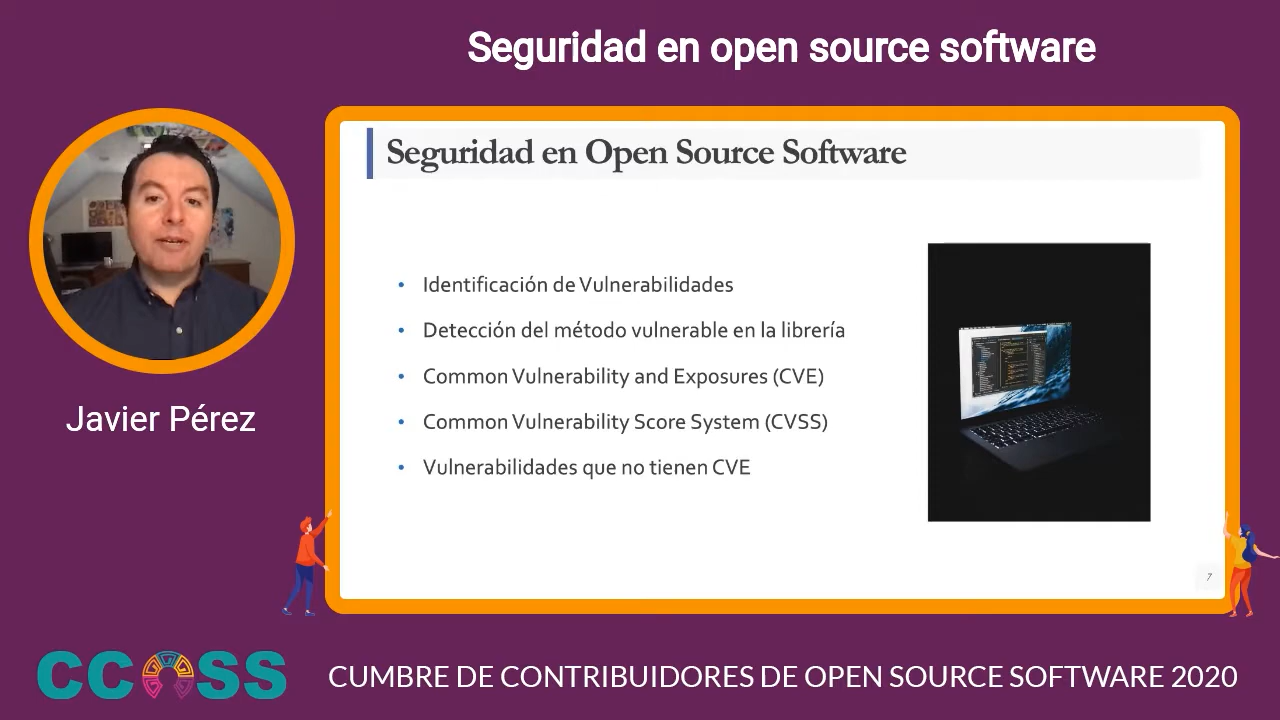 Seguridad en open source software
Seguridad en Open Source Software
• Identificación de Vulnerabilidades
• Detección del método vulnerable en la librería
• Common Vulnerability and Exposures (CVE)
• Common Vulnerability Score System (CVSS)
• Vulnerabilidades que no tienen CVE
7
Javier Pérez
CCOSS
CUMBRE DE CONTRIBUIDORES DE OPEN SOURCE SOFTWARE 2020